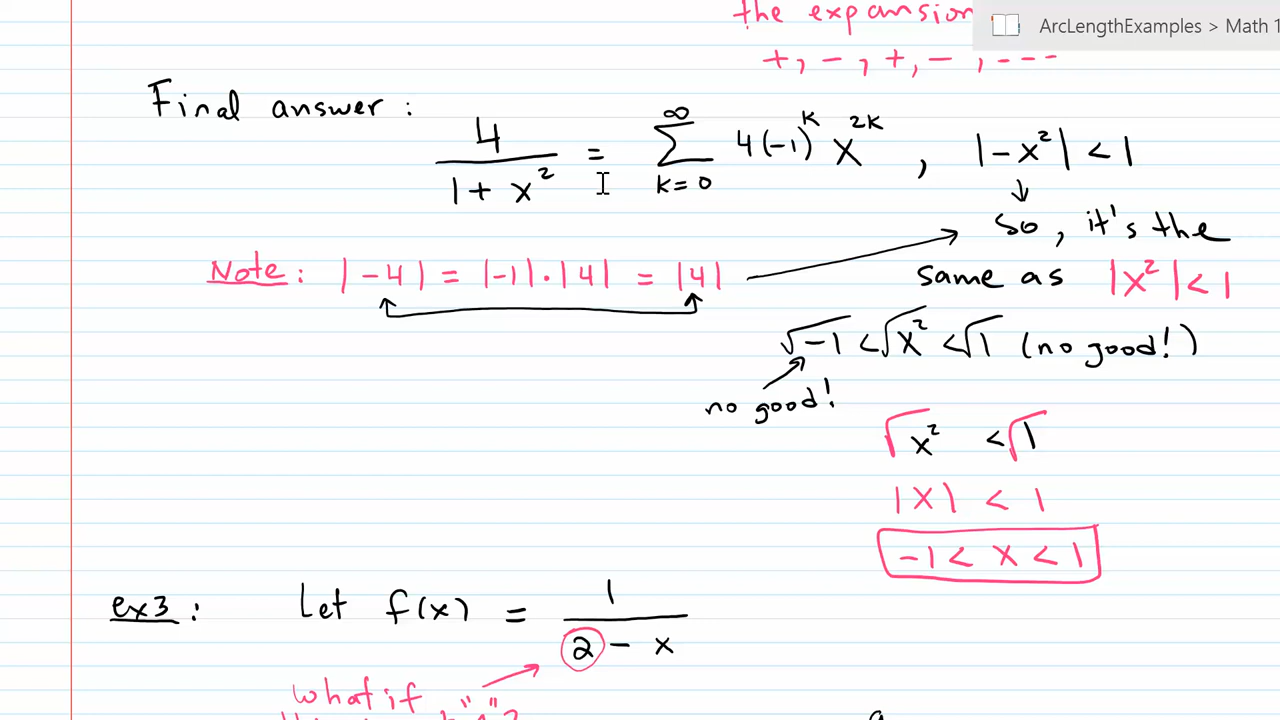 the expansion
ArcLengthExamples > Math 1
+, −, +, −, ---
Final answer:
4/(1 + x²) = ∑_{k=0}^{∞} 4(-1)^k x^{2k} , |-x²| < 1
so, it's the
same as |x²| < 1
Note: |-4| = |-1|·|4| = |4|
√-1 < √x² < √1 (no good!)
no good!
√x² < √1
|x| < 1
-1 < x < 1
ex3: Let f(x) = 1/(2 - x)
What if